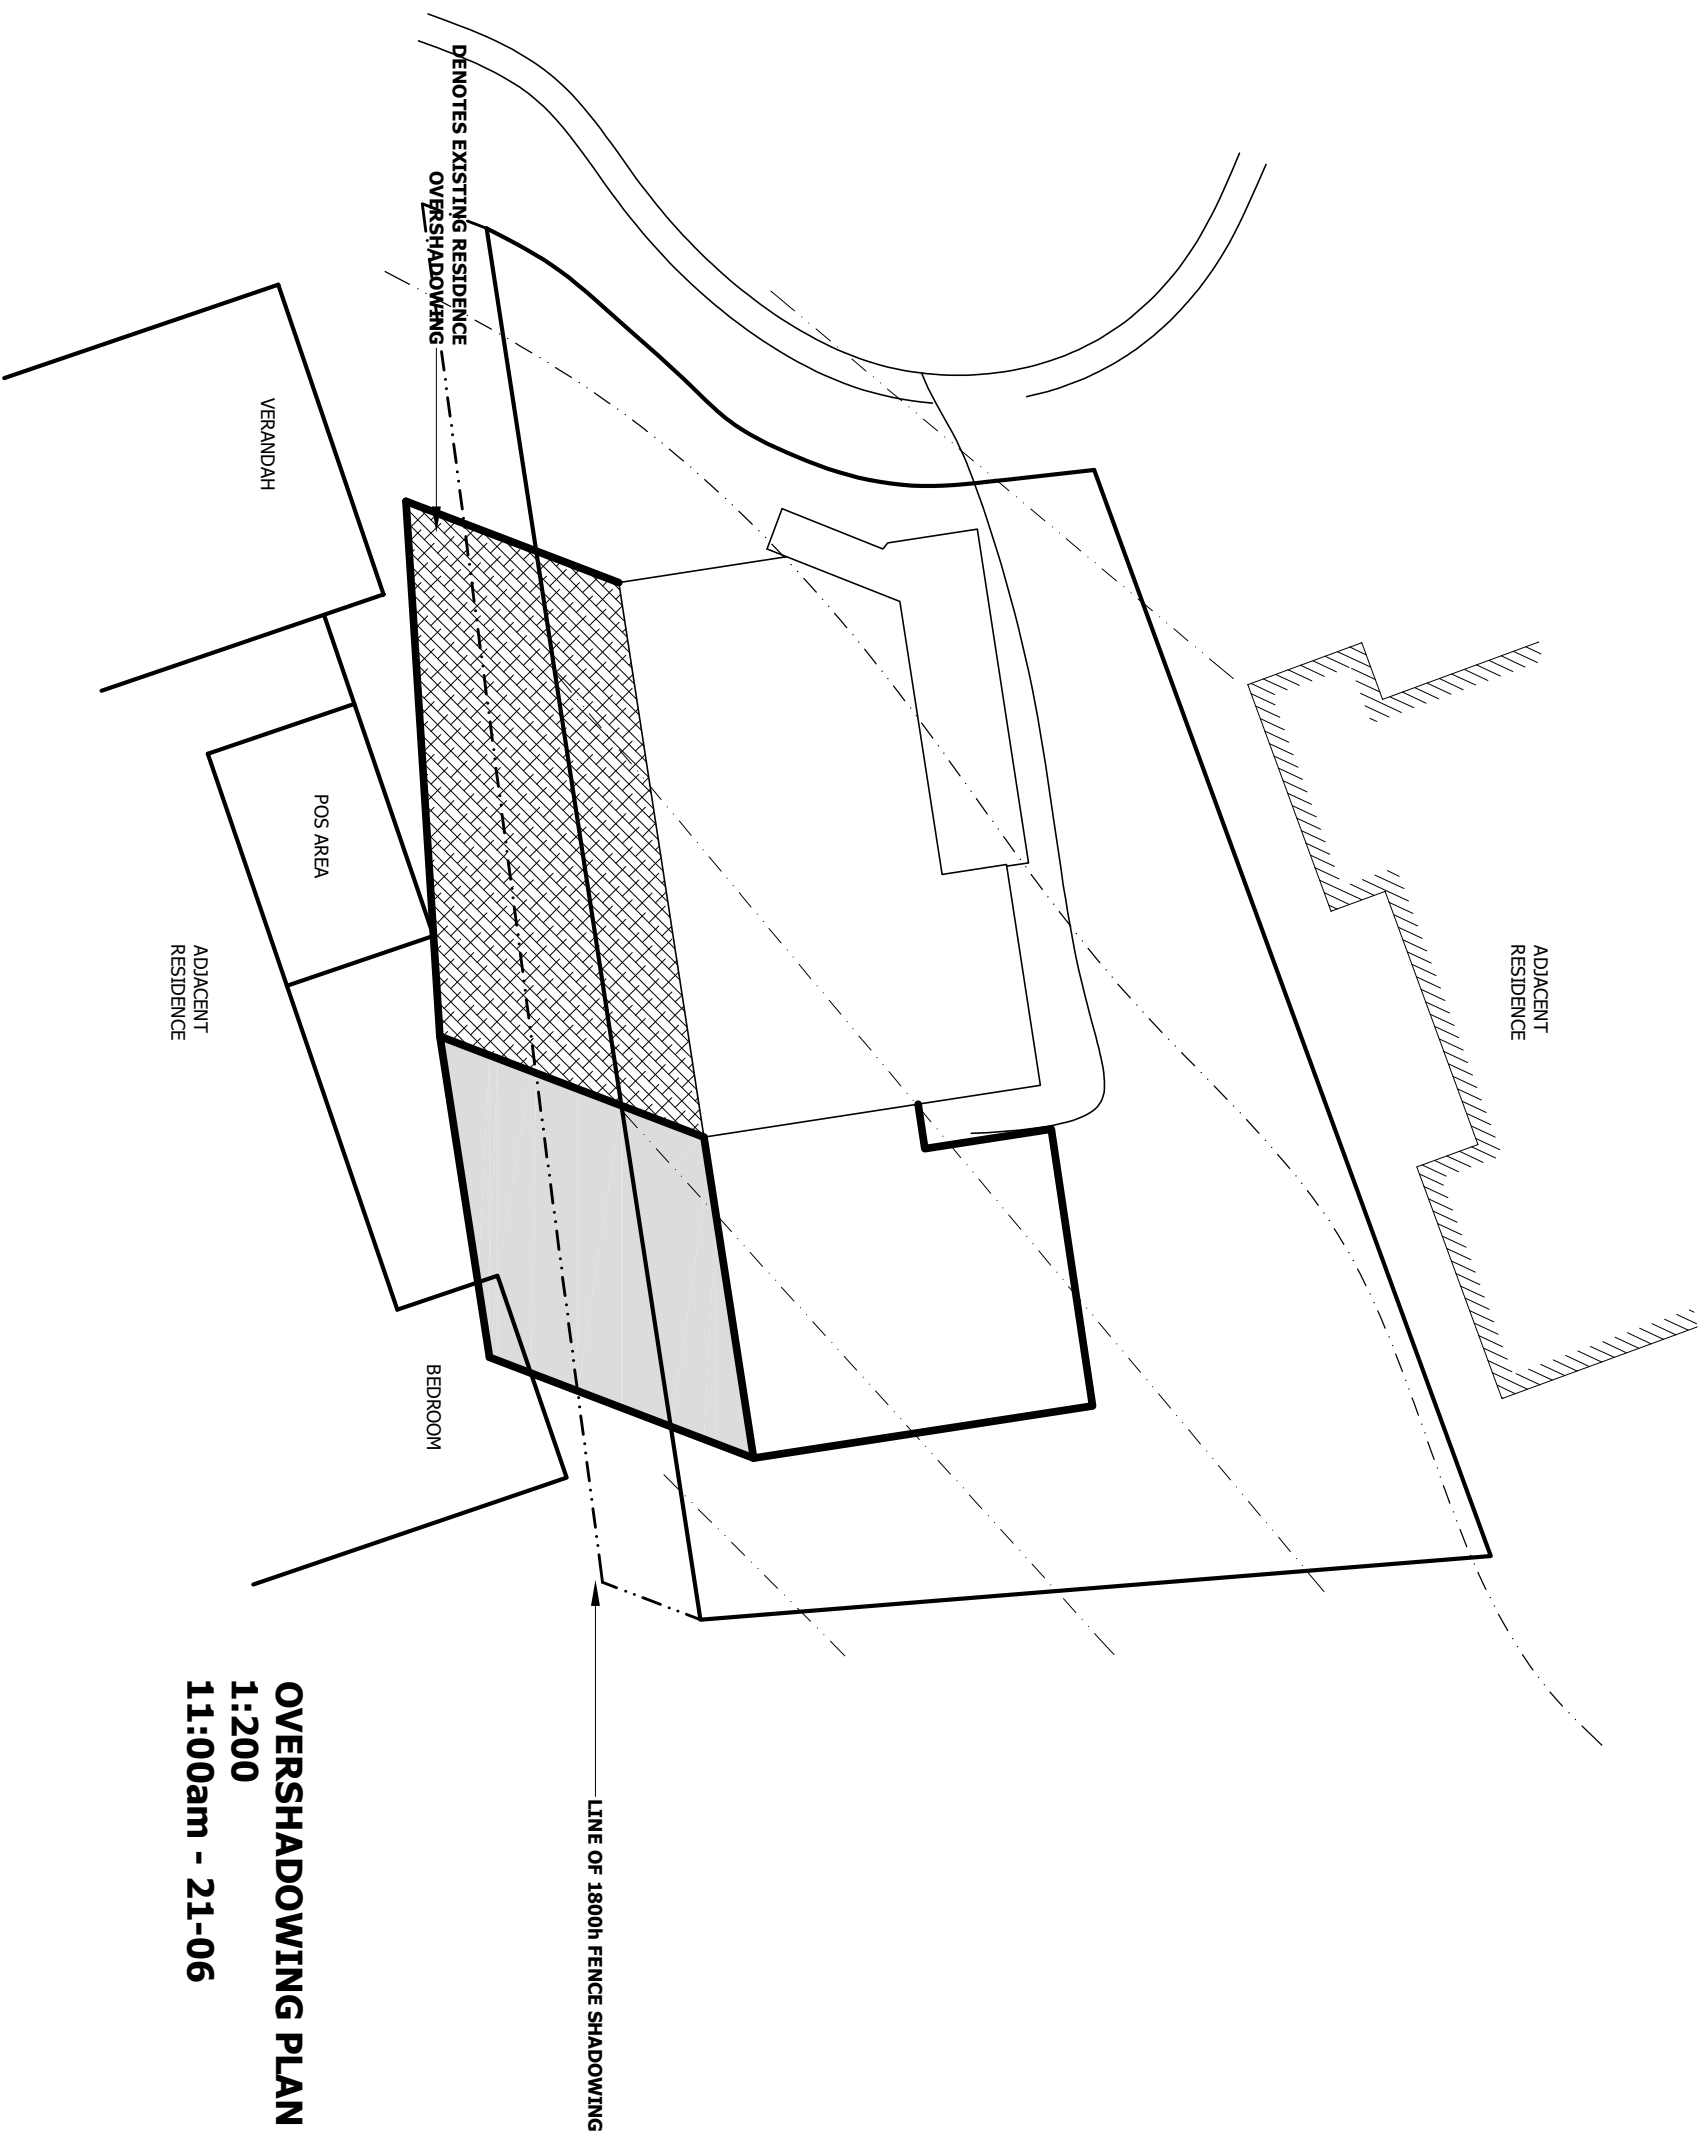 DENOTES EXISTING RESIDENCE
OVERSHADOWING
ADJACENT
RESIDENCE
VERANDAH
POS AREA
BEDROOM
ADJACENT
RESIDENCE
LINE OF 1800h FENCE SHADOWING
OVERSHADOWING PLAN
1:200
11:00am - 21-06